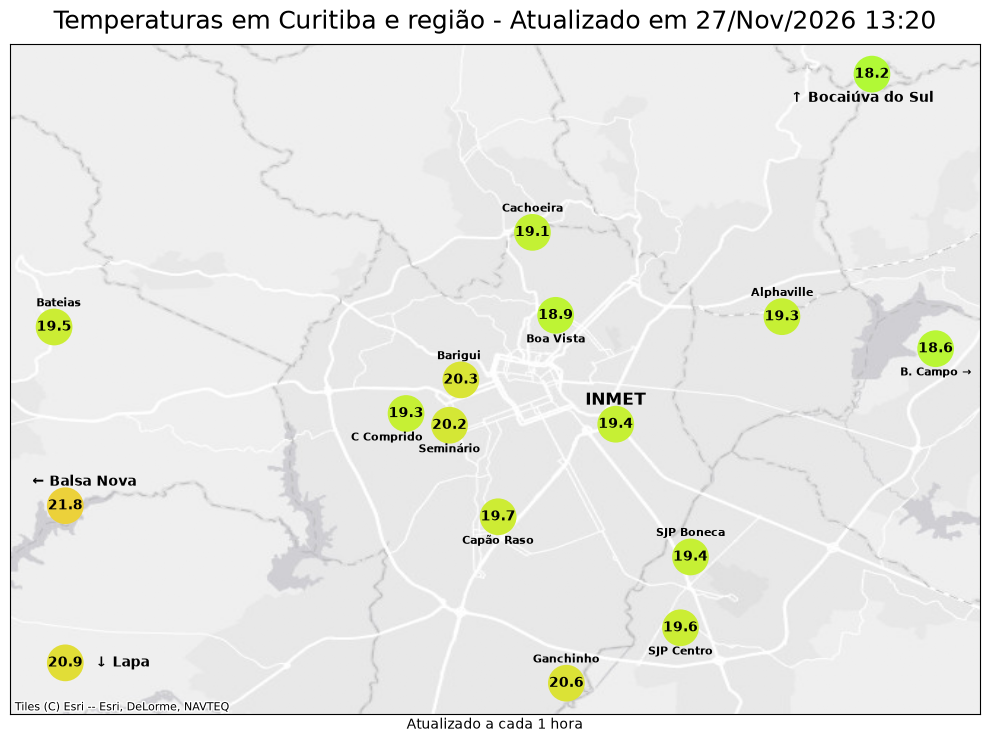 Temperaturas em Curitiba e região - Atualizado em 27/Nov/2026 13:20
18.2
↑ Bocaiúva do Sul
Cachoeira
19.1
Bateias
19.5
Alphaville
19.3
18.9
Boa Vista
18.6
B. Campo →
Barigui
20.3
INMET
19.4
19.3
C Comprido
20.2
Seminário
← Balsa Nova
21.8
19.7
Capão Raso
SJP Boneca
19.4
19.6
SJP Centro
20.9 ↓ Lapa
Ganchinho
20.6
Tiles (C) Esri -- Esri, DeLorme, NAVTEQ
Atualizado a cada 1 hora